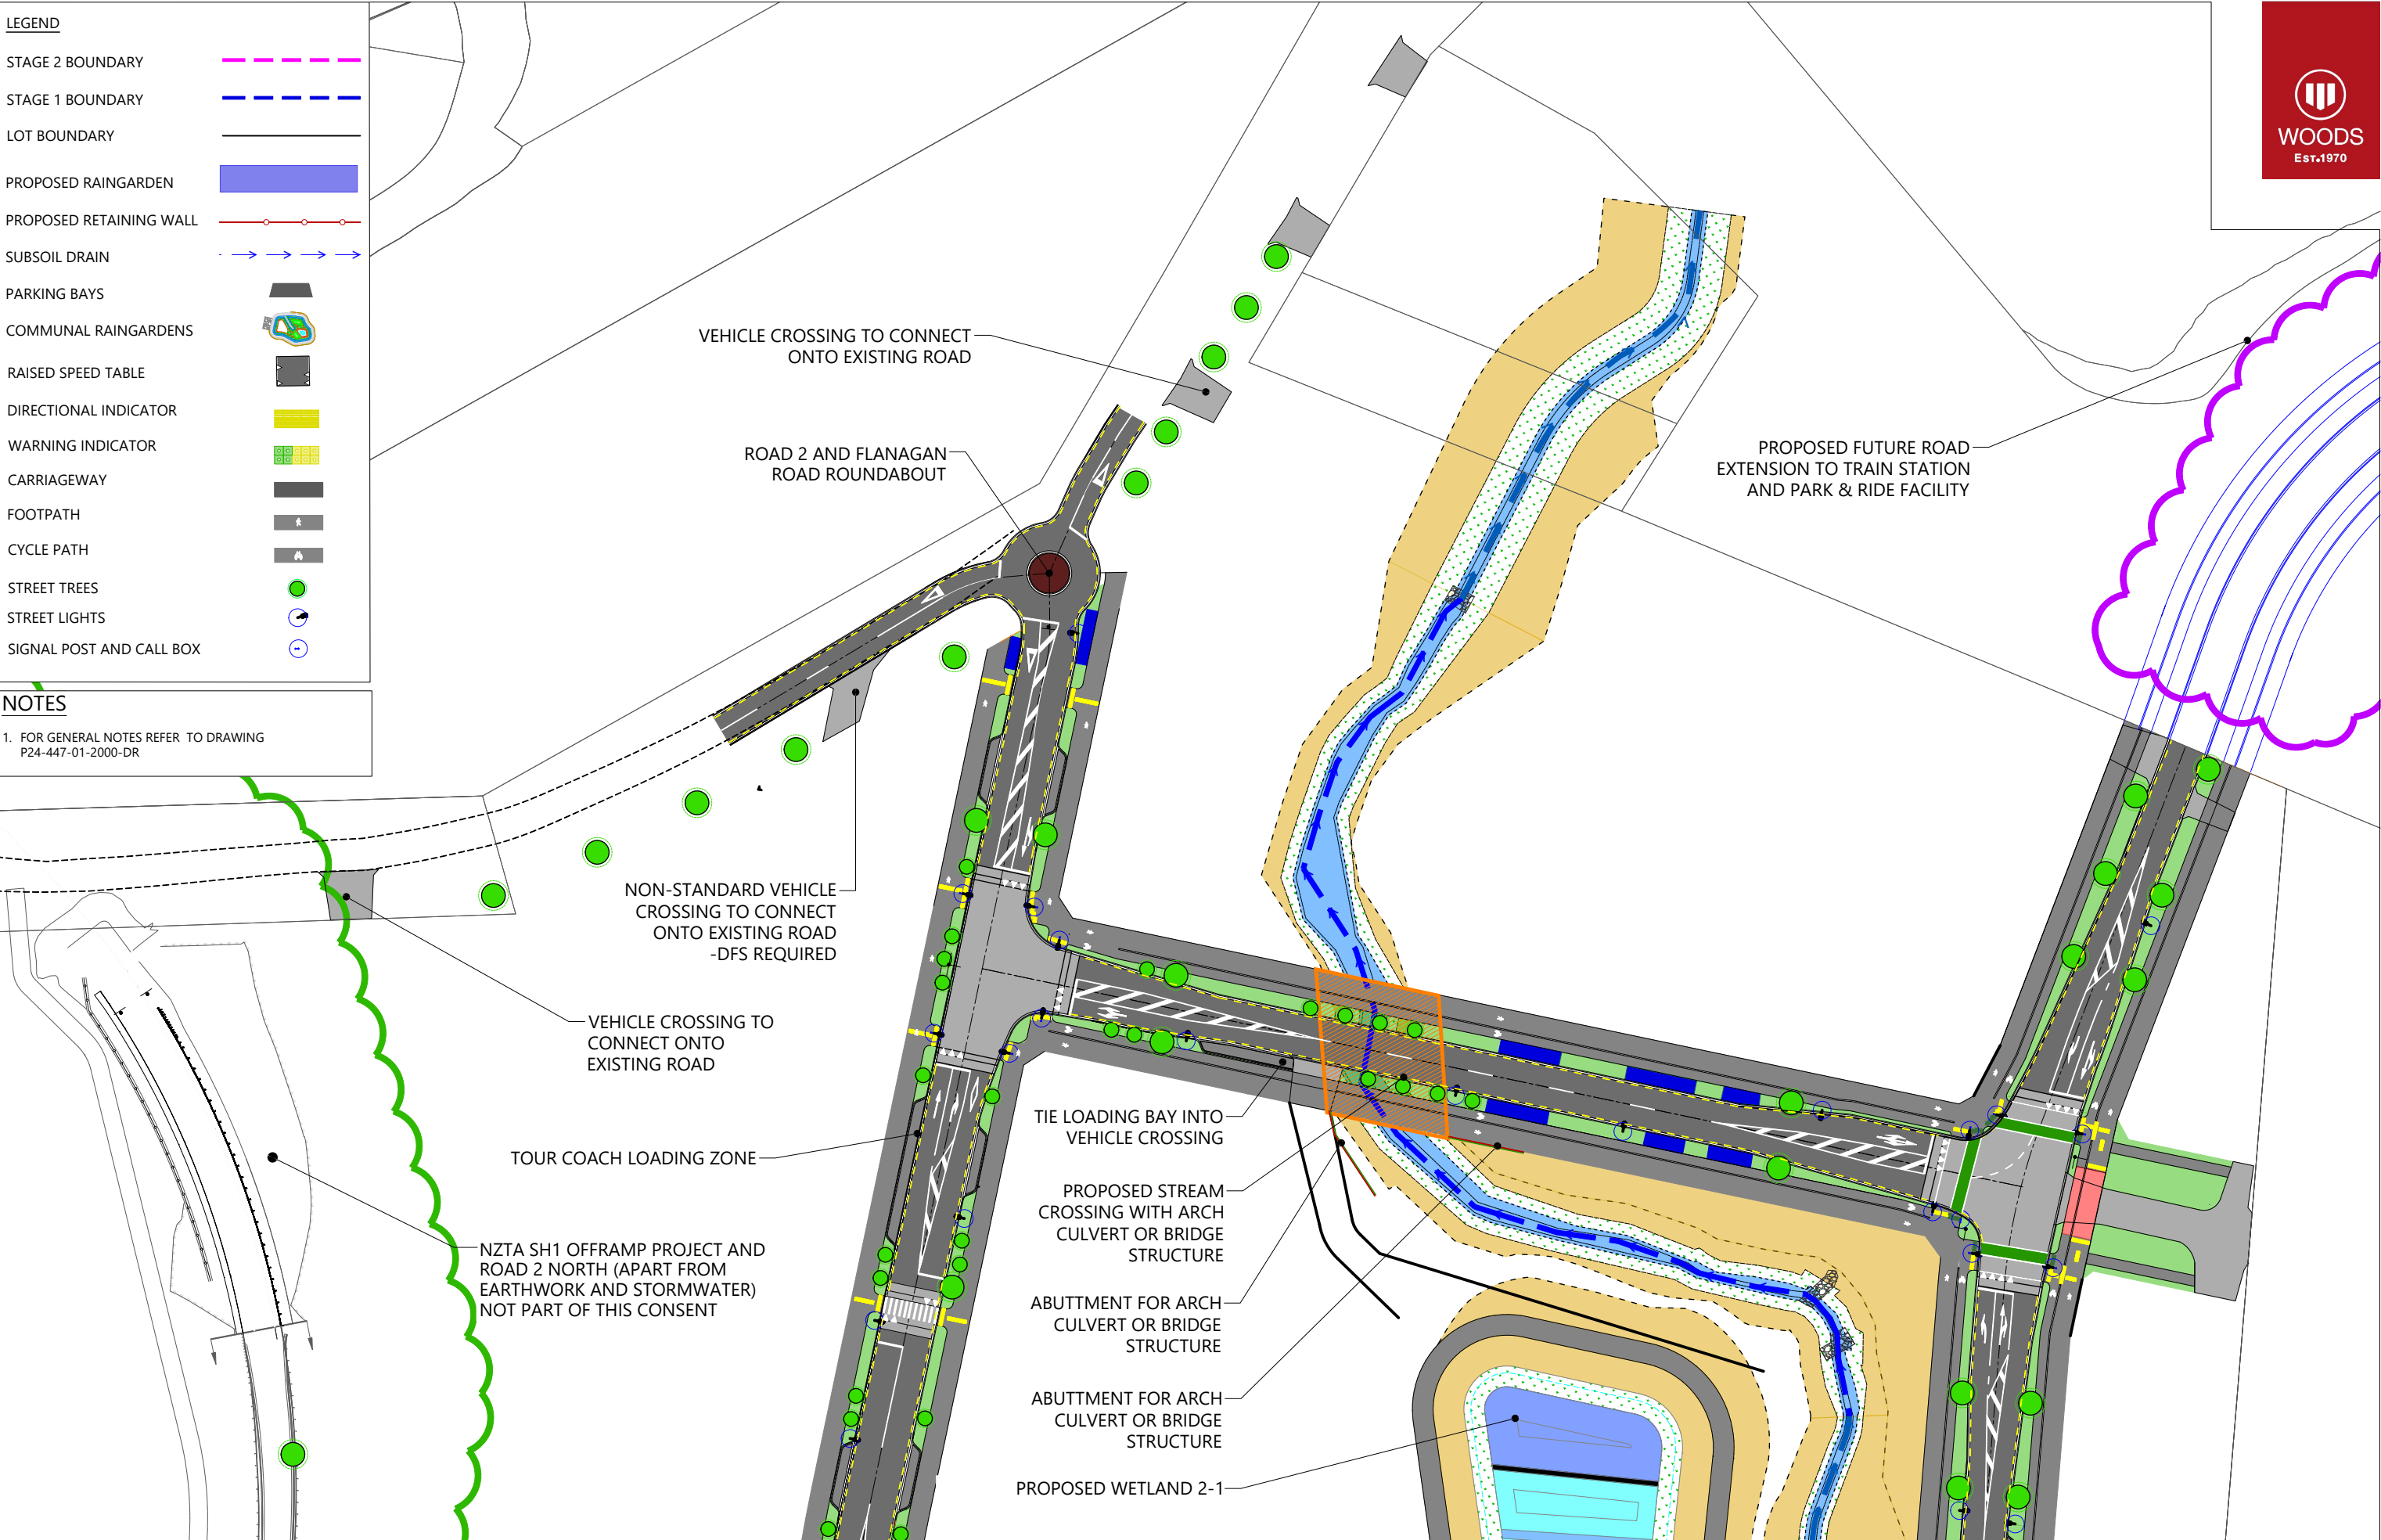 LEGEND
STAGE 2 BOUNDARY
STAGE 1 BOUNDARY
LOT BOUNDARY
PROPOSED RAINGARDEN
PROPOSED RETAINING WALL
SUBSOIL DRAIN
PARKING BAYS
COMMUNAL RAINGARDENS
RAISED SPEED TABLE
DIRECTIONAL INDICATOR
WARNING INDICATOR
CARRIAGEWAY
FOOTPATH
CYCLE PATH
STREET TREES
STREET LIGHTS
SIGNAL POST AND CALL BOX
NOTES
1. FOR GENERAL NOTES REFER TO DRAWING
P24-447-01-2000-DR
WOODS
EST.1970
VEHICLE CROSSING TO CONNECT
ONTO EXISTING ROAD
ROAD 2 AND FLANAGAN
ROAD ROUNDABOUT
PROPOSED FUTURE ROAD
EXTENSION TO TRAIN STATION
AND PARK & RIDE FACILITY
NON-STANDARD VEHICLE
CROSSING TO CONNECT
ONTO EXISTING ROAD
-DFS REQUIRED
VEHICLE CROSSING TO
CONNECT ONTO
EXISTING ROAD
TOUR COACH LOADING ZONE
NZTA SH1 OFFRAMP PROJECT AND
ROAD 2 NORTH (APART FROM
EARTHWORK AND STORMWATER)
NOT PART OF THIS CONSENT
TIE LOADING BAY INTO
VEHICLE CROSSING
PROPOSED STREAM
CROSSING WITH ARCH
CULVERT OR BRIDGE
STRUCTURE
ABUTTMENT FOR ARCH
CULVERT OR BRIDGE
STRUCTURE
ABUTTMENT FOR ARCH
CULVERT OR BRIDGE
STRUCTURE
PROPOSED WETLAND 2-1